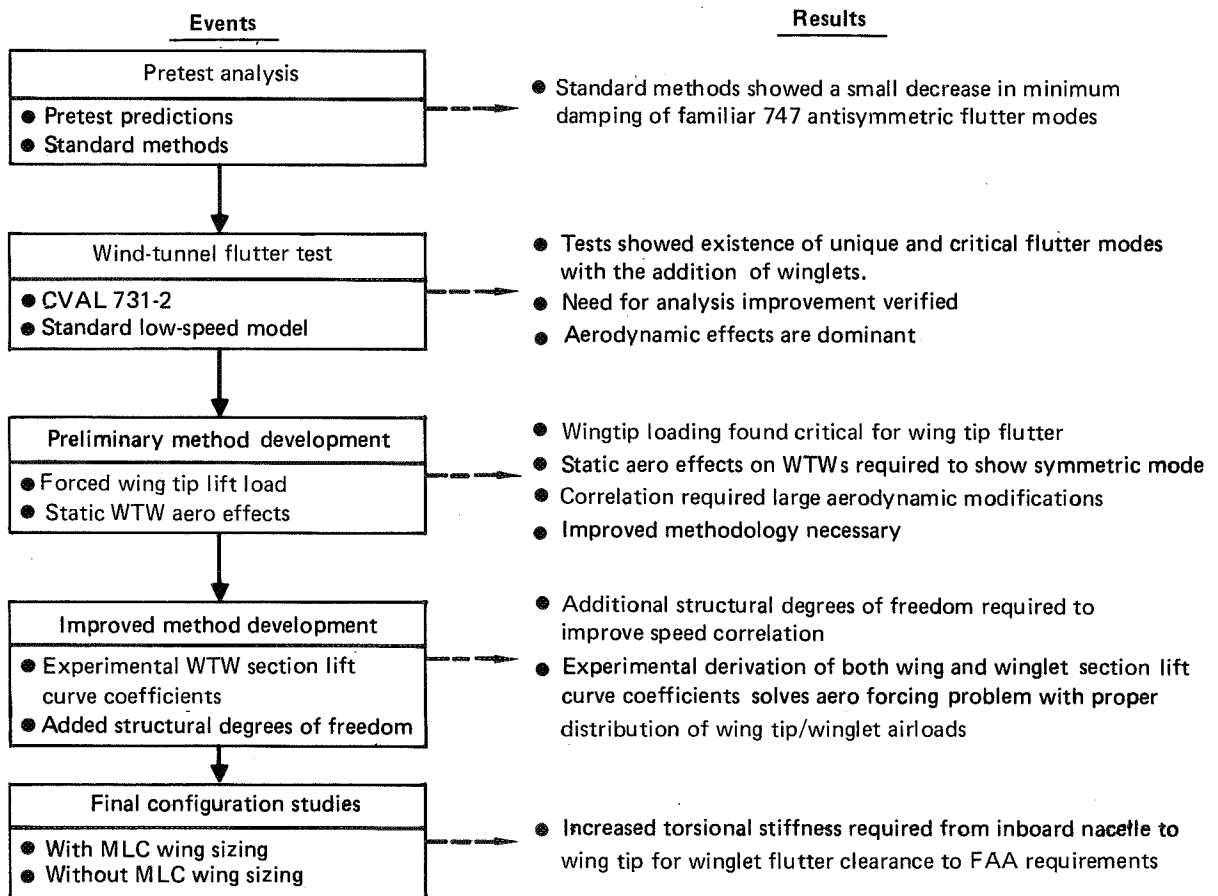 Events
Results
Pretest analysis
● Pretest predictions
● Standard methods
● Standard methods showed a small decrease in minimum
damping of familiar 747 antisymmetric flutter modes
Wind-tunnel flutter test
● CVAL 731-2
● Standard low-speed model
● Tests showed existence of unique and critical flutter modes
with the addition of winglets.
● Need for analysis improvement verified
● Aerodynamic effects are dominant
Preliminary method development
● Forced wing tip lift load
● Static WTW aero effects
● Wingtip loading found critical for wing tip flutter
● Static aero effects on WTWs required to show symmetric mode
● Correlation required large aerodynamic modifications
● Improved methodology necessary
Improved method development
● Experimental WTW section lift
curve coefficients
● Added structural degrees of freedom
● Additional structural degrees of freedom required to
improve speed correlation
● Experimental derivation of both wing and winglet section lift
curve coefficients solves aero forcing problem with proper
distribution of wing tip/winglet airloads
Final configuration studies
● With MLC wing sizing
● Without MLC wing sizing
● Increased torsional stiffness required from inboard nacelle to
wing tip for winglet flutter clearance to FAA requirements